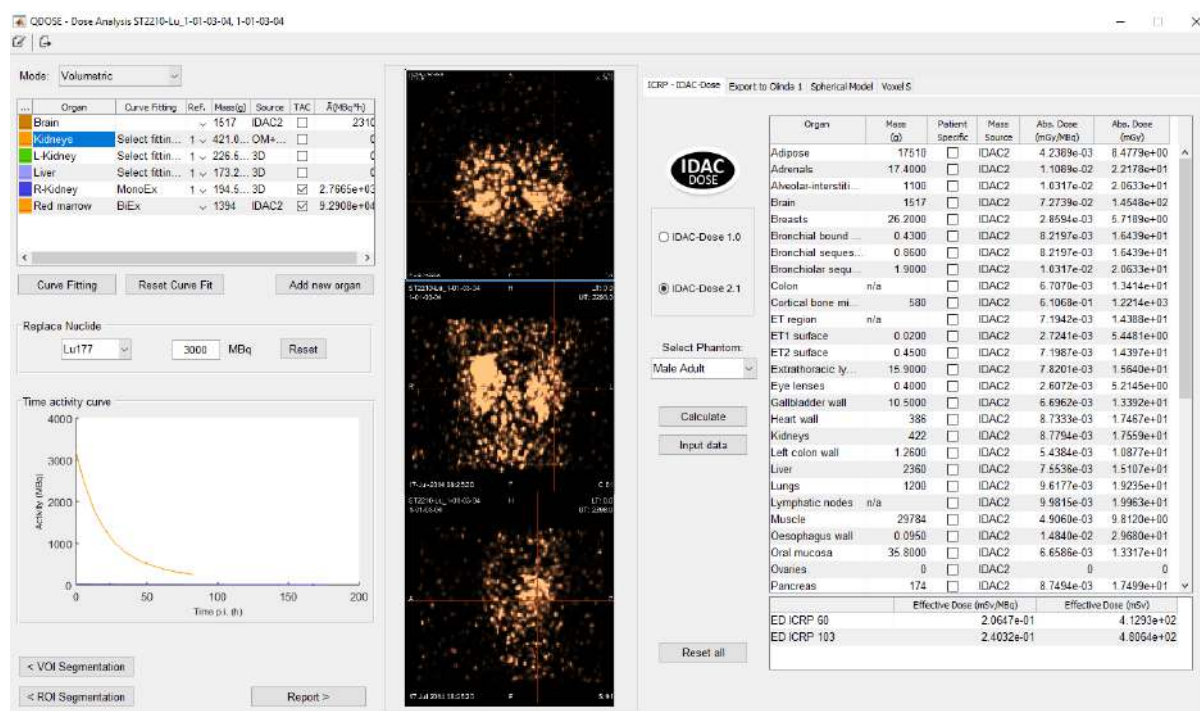 QDOSE - Dose Analysis ST2210-Lu_1-01-03-04, 1-01-03-04
Mode: Volumetric
... Organ Curve Fitting Ref. Mass(g) Source TAC Ã(MBq*h)
Brain 1517 IDAC2 2310
Kidneys Select fittin... 1 421.0... OM+... 0
L-Kidney Select fittin... 1 226.6... 3D 0
Liver Select fittin... 1 173.2... 3D 0
R-Kidney MonoEx 1 194.5... 3D 2.7665e+03
Red marrow BiEx 1394 IDAC2 9.2908e+04
Curve Fitting Reset Curve Fit Add new organ
Replace Nuclide
Lu177 3000 MBq Reset
Time activity curve
4000
3000
2000
1000
0
Activity (MBq)
0 50 100 150 200
Time p.i. (h)
< VOI Segmentation
< ROI Segmentation Report >
ST2210-Lu_1-01-03-04 H
1-01-03-04
R L
ST2210-Lu_1-01-03-04 H
1-01-03-04
A
ICRP - IDAC-Dose Export to Olinda 1 Spherical Model Voxel S
IDAC
DOSE
IDAC-Dose 1.0
IDAC-Dose 2.1
Select Phantom:
Male Adult
Calculate
Input data
Reset all
Organ Mass (g) Patient Specific Mass Source Abs. Dose (mGy/MBq) Abs. Dose (mGy)
Adipose 17510 IDAC2 4.2389e-03 8.4779e+00
Adrenals 17.4000 IDAC2 1.1089e-02 2.2178e+01
Alveolar-interstiti... 1100 IDAC2 1.0317e-02 2.0633e+01
Brain 1517 IDAC2 7.2739e-02 1.4548e+02
Breasts 26.2000 IDAC2 2.8594e-03 5.7189e+00
Bronchial bound... 0.4300 IDAC2 8.2197e-03 1.6439e+01
Bronchial seques... 0.8600 IDAC2 8.2197e-03 1.6439e+01
Bronchiolar sequ... 1.9000 IDAC2 1.0317e-02 2.0633e+01
Colon n/a IDAC2 6.7070e-03 1.3414e+01
Cortical bone mi... 580 IDAC2 6.1068e-01 1.2214e+03
ET region n/a IDAC2 7.1942e-03 1.4388e+01
ET1 surface 0.0200 IDAC2 2.7241e-03 5.4481e+00
ET2 surface 0.4500 IDAC2 7.1987e-03 1.4397e+01
Extrathoracic ly... 15.9000 IDAC2 7.8201e-03 1.5640e+01
Eye lenses 0.4000 IDAC2 2.6072e-03 5.2145e+00
Gallbladder wall 10.5000 IDAC2 6.6962e-03 1.3392e+01
Heart wall 386 IDAC2 8.7333e-03 1.7467e+01
Kidneys 422 IDAC2 8.7794e-03 1.7559e+01
Left colon wall 1.2600 IDAC2 5.4384e-03 1.0877e+01
Liver 2360 IDAC2 7.5536e-03 1.5107e+01
Lungs 1200 IDAC2 9.6177e-03 1.9235e+01
Lymphatic nodes n/a IDAC2 9.9815e-03 1.9963e+01
Muscle 29784 IDAC2 4.9060e-03 9.8120e+00
Oesophagus wall 0.0950 IDAC2 1.4840e-02 2.9680e+01
Oral mucosa 35.8000 IDAC2 6.6586e-03 1.3317e+01
Ovaries 0 IDAC2 0 0
Pancreas 174 IDAC2 8.7494e-03 1.7499e+01
Effective Dose (mSv/MBq) Effective Dose (mSv)
ED ICRP 60 2.0647e-01 4.1293e+02
ED ICRP 103 2.4032e-01 4.8064e+02